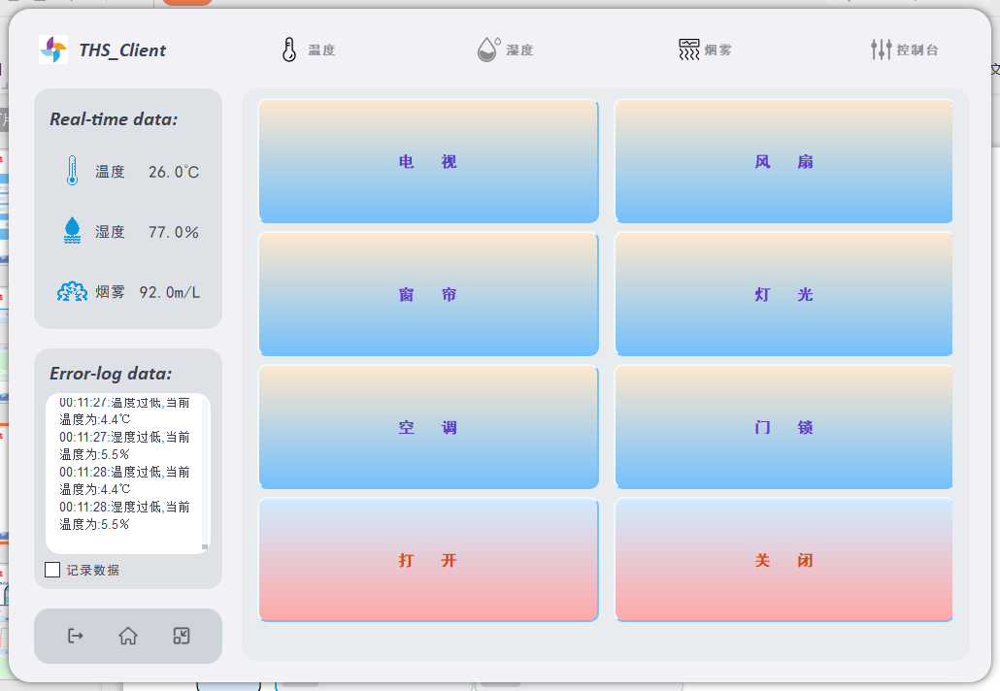 THS_Client
温度
湿度
烟雾
控制台
Real-time data:
温度 26.0℃
湿度 77.0%
烟雾 92.0m/L
Error-log data:
00:11:27:温度过低,当前
温度为:4.4℃
00:11:27:湿度过低,当前
温度为:5.5%
00:11:28:温度过低,当前
温度为:4.4℃
00:11:28:湿度过低,当前
温度为:5.5%
记录数据
电 视
风 扇
窗 帘
灯 光
空 调
门 锁
打 开
关 闭
文